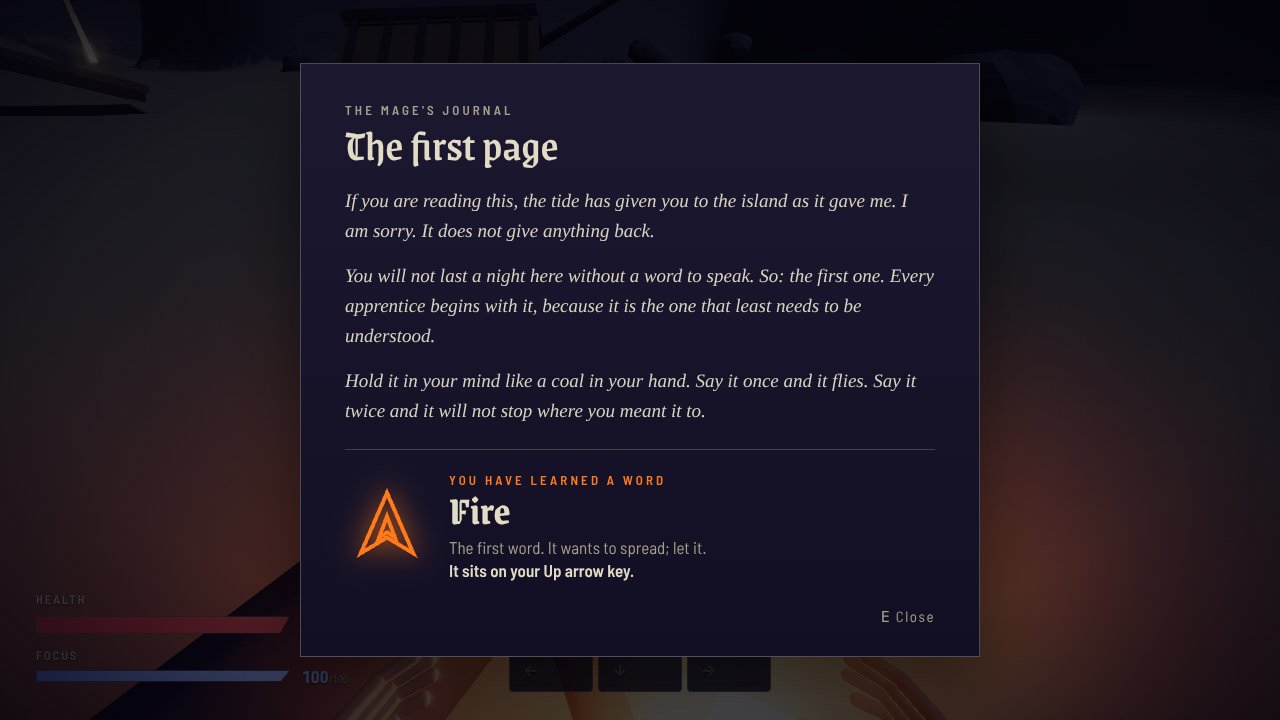 THE MAGE'S JOURNAL
The first page
If you are reading this, the tide has given you to the island as it gave me. I
am sorry. It does not give anything back.
You will not last a night here without a word to speak. So: the first one. Every
apprentice begins with it, because it is the one that least needs to be
understood.
Hold it in your mind like a coal in your hand. Say it once and it flies. Say it
twice and it will not stop where you meant it to.
YOU HAVE LEARNED A WORD
Fire
The first word. It wants to spread; let it.
It sits on your Up arrow key.
E Close
HEALTH
FOCUS
100/100
← ↓ →